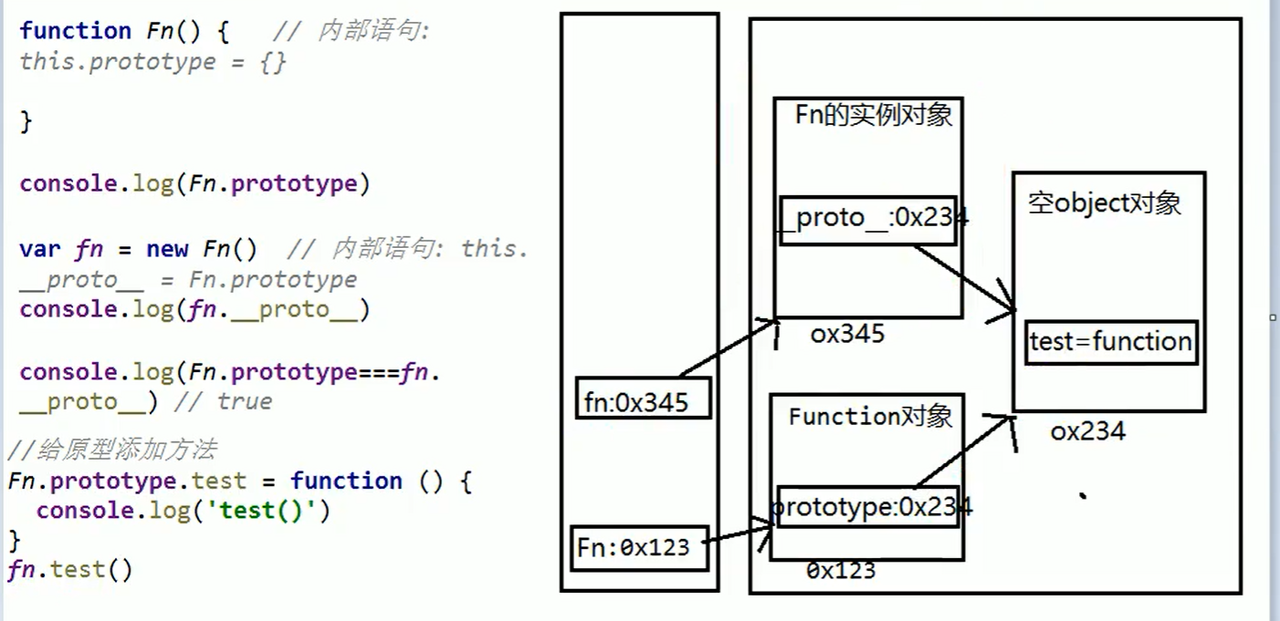 function Fn() { // 内部语句:
this.prototype = {}
}
console.log(Fn.prototype)
var fn = new Fn() // 内部语句: this.
__proto__ = Fn.prototype
console.log(fn.__proto__)
console.log(Fn.prototype===fn.
__proto__) // true
//给原型添加方法
Fn.prototype.test = function () {
console.log('test()')
}
fn.test()
fn:0x345
Fn:0x123
Fn的实例对象
__proto__:0x234
ox345
Function对象
prototype:0x234
0x123
空object对象
test=function
ox234